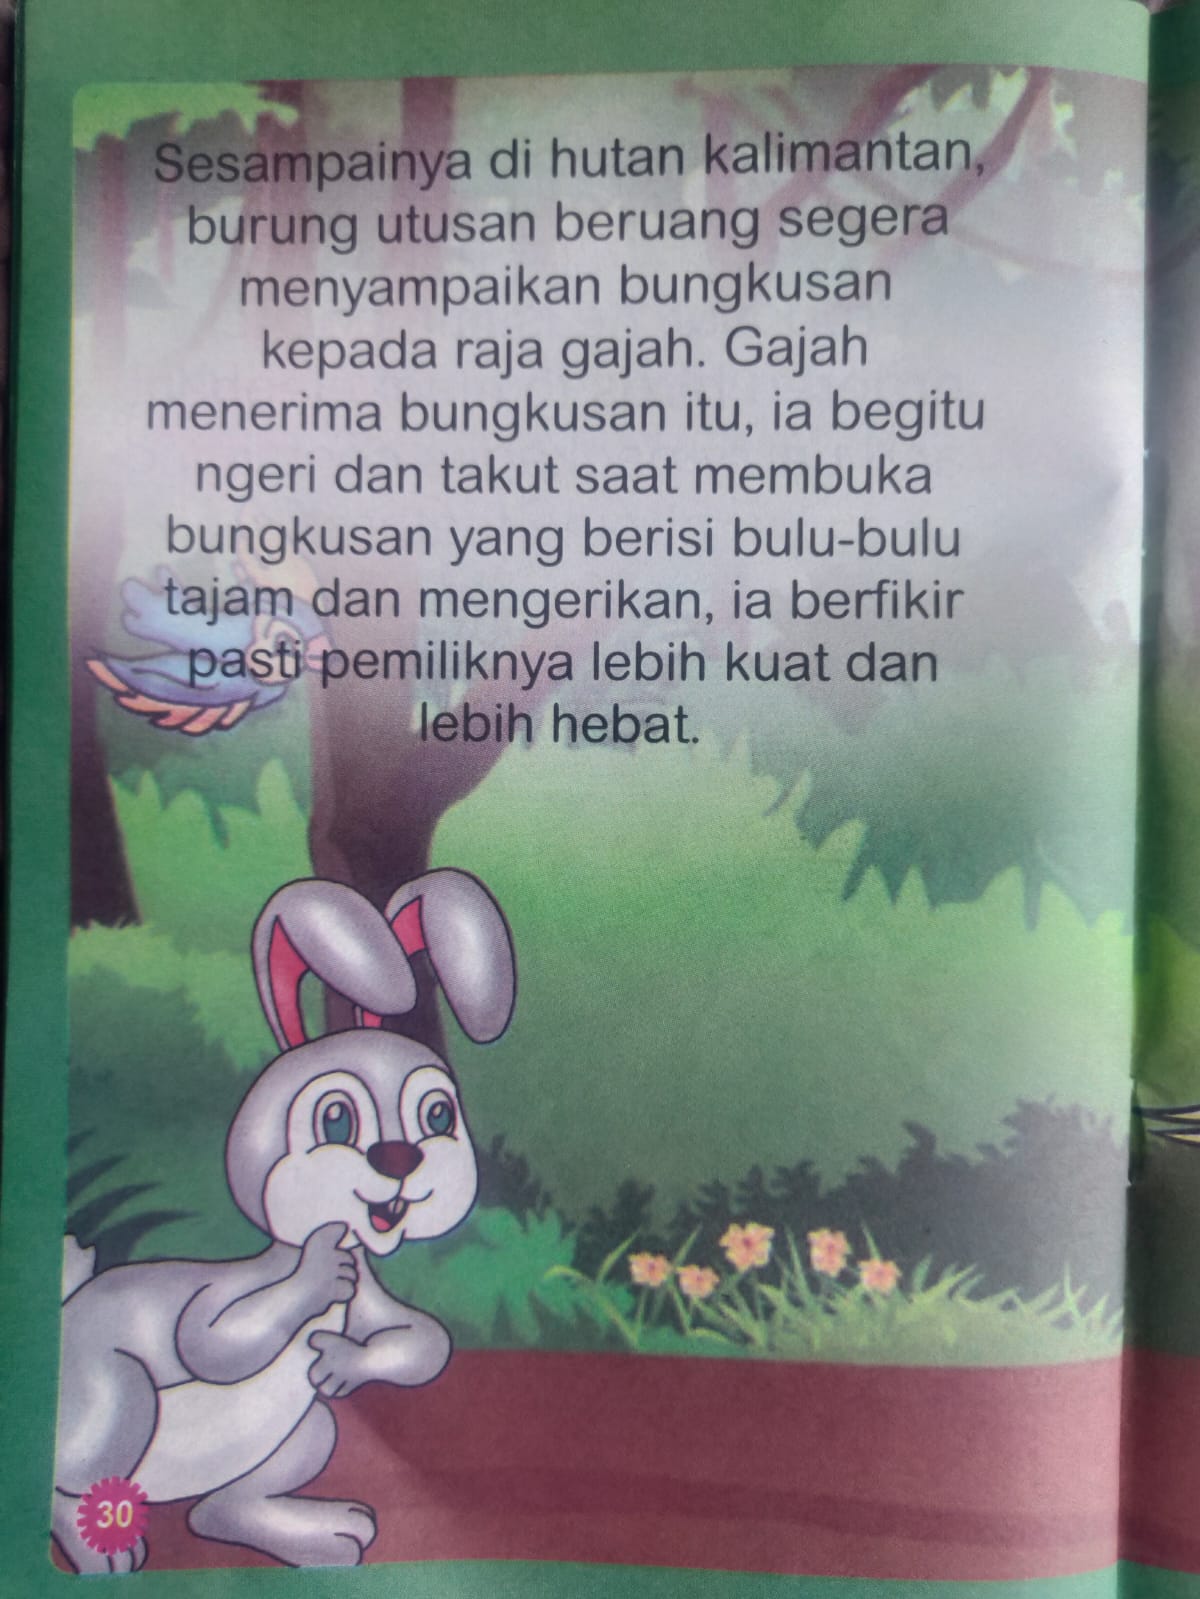 Sesampainya di hutan kalimantan,
burung utusan beruang segera
menyampaikan bungkusan
kepada raja gajah. Gajah
menerima bungkusan itu, ia begitu
ngeri dan takut saat membuka
bungkusan yang berisi bulu-bulu
tajam dan mengerikan, ia berfikir
pasti pemiliknya lebih kuat dan
lebih hebat.
30